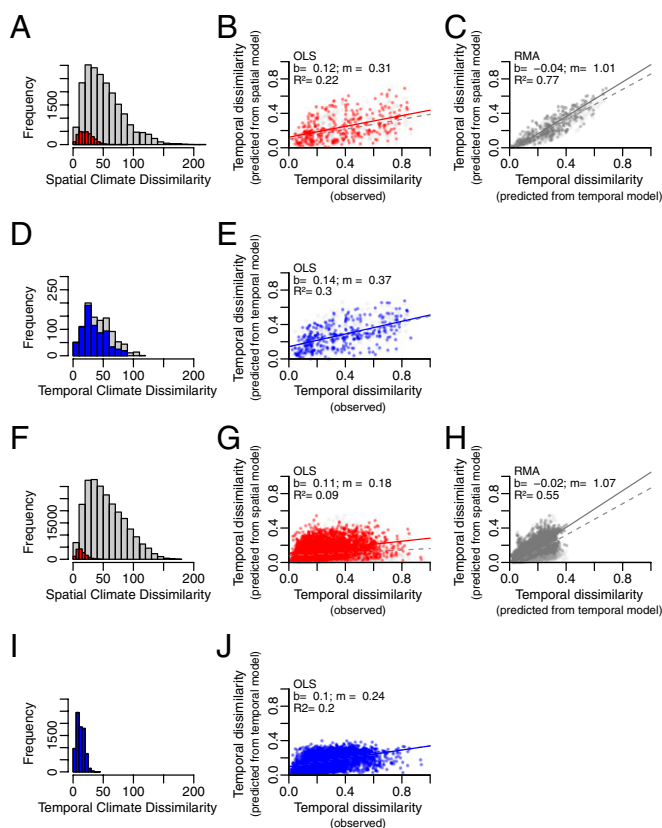 A
Frequency
0 1500
0 50 100 200
Spatial Climate Dissimilarity
B
OLS
b= 0.12; m = 0.31
R²= 0.22
Temporal dissimilarity
(predicted from spatial model)
0.0 0.4 0.8
0.0 0.4 0.8
Temporal dissimilarity
(observed)
C
RMA
b= −0.04; m= 1.01
R²= 0.77
Temporal dissimilarity
(predicted from spatial model)
0.0 0.4 0.8
0.0 0.4 0.8
Temporal dissimilarity
(predicted from temporal model)
D
Frequency
0 100 250
0 50 100 200
Temporal Climate Dissimilarity
E
OLS
b= 0.14; m = 0.37
R²= 0.3
Temporal dissimilarity
(predicted from temporal model)
0.0 0.4 0.8
0.0 0.4 0.8
Temporal dissimilarity
(observed)
F
Frequency
0 15000
0 50 100 200
Spatial Climate Dissimilarity
G
OLS
b= 0.11; m = 0.18
R²= 0.09
Temporal dissimilarity
(predicted from spatial model)
0.0 0.4 0.8
0.0 0.4 0.8
Temporal dissimilarity
(observed)
H
RMA
b= −0.02; m = 1.07
R²= 0.55
Temporal dissimilarity
(predicted from spatial model)
0.0 0.4 0.8
0.0 0.4 0.8
Temporal dissimilarity
(predicted from temporal model)
I
Frequency
0 1500
0 50 100 200
Temporal Climate Dissimilarity
J
OLS
b= 0.1; m = 0.24
R2= 0.2
Temporal dissimilarity
(predicted from temporal model)
0.0 0.4 0.8
0.0 0.4 0.8
Temporal dissimilarity
(observed)